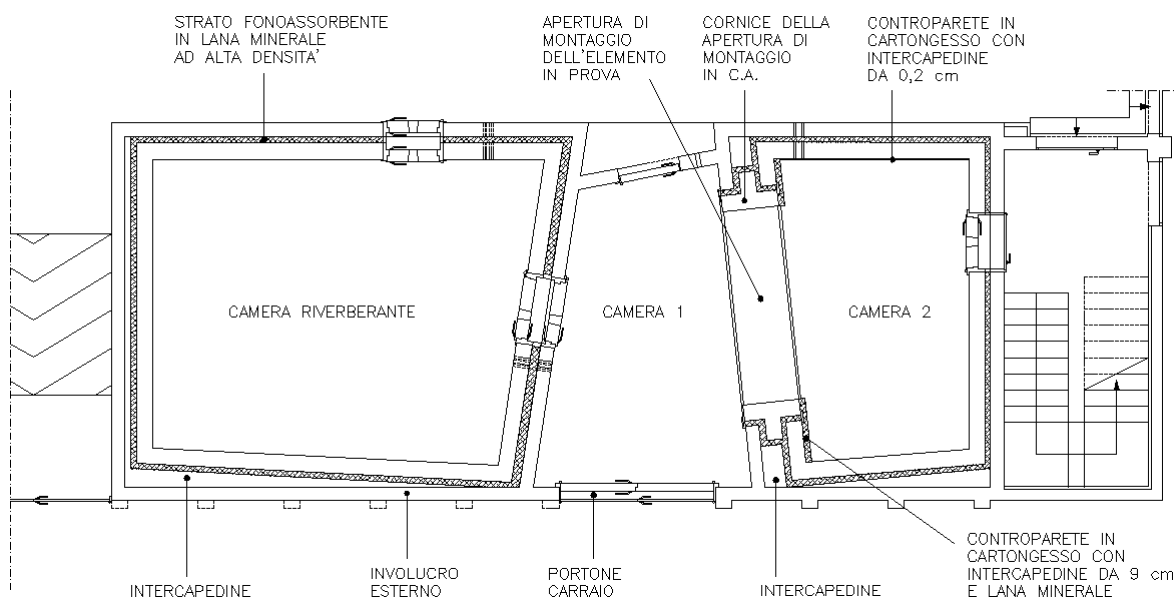 STRATO FONOASSORBENTE
IN LANA MINERALE
AD ALTA DENSITA'
APERTURA DI
MONTAGGIO
DELL'ELEMENTO
IN PROVA
CORNICE DELLA
APERTURA DI
MONTAGGIO
IN C.A.
CONTROPARETE IN
CARTONGESSO CON
INTERCAPEDINE
DA 0,2 cm
CAMERA RIVERBERANTE
CAMERA 1
CAMERA 2
INTERCAPEDINE
INVOLUCRO
ESTERNO
PORTONE
CARRAIO
INTERCAPEDINE
CONTROPARETE IN
CARTONGESSO CON
INTERCAPEDINE DA 9 cm
E LANA MINERALE